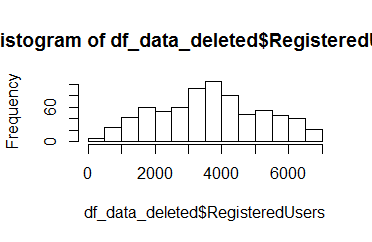 istogram of df_data_deleted$RegisteredU
Frequency
60
0
0 2000 4000 6000
df_data_deleted$RegisteredUsers